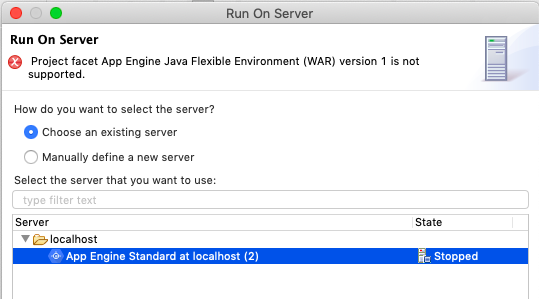 Run On Server
Run On Server
Project facet App Engine Java Flexible Environment (WAR) version 1 is not
supported.
How do you want to select the server?
Choose an existing server
Manually define a new server
Select the server that you want to use:
type filter text
Server State
localhost
App Engine Standard at localhost (2) Stopped